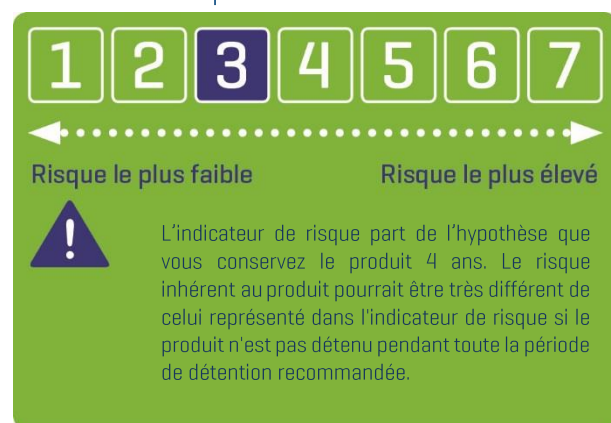 1 2 3 4 5 6 7
Risque le plus faible Risque le plus élevé
!
L'indicateur de risque part de l'hypothèse que
vous conservez le produit 4 ans. Le risque
inhérent au produit pourrait être très différent de
celui représenté dans l'indicateur de risque si le
produit n'est pas détenu pendant toute la période
de détention recommandée.